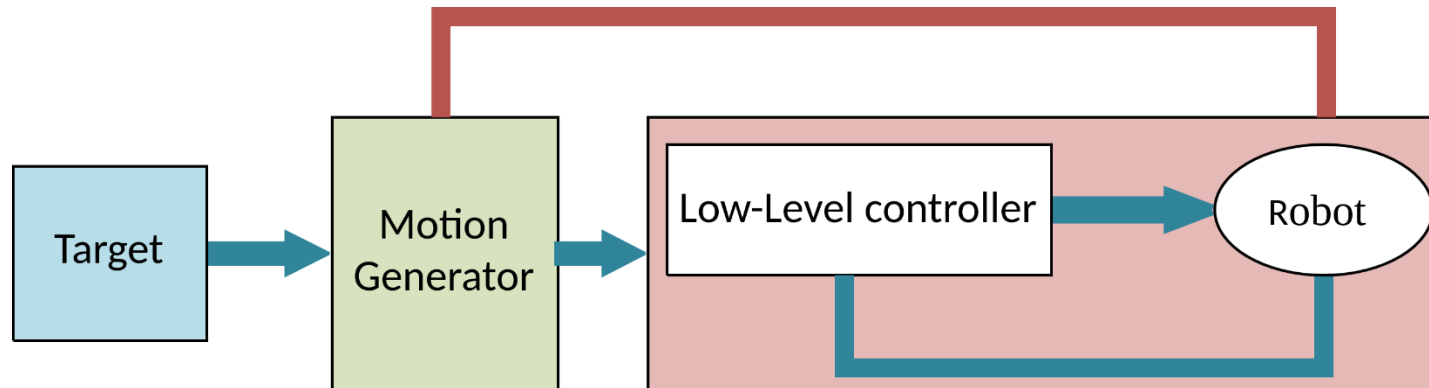 Target
Motion
Generator
Low-Level controller
Robot